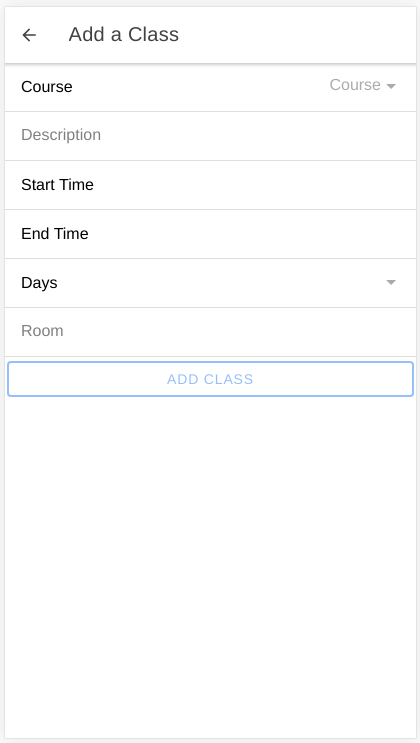 Add a Class
Course Course
Description
Start Time
End Time
Days
Room
ADD CLASS